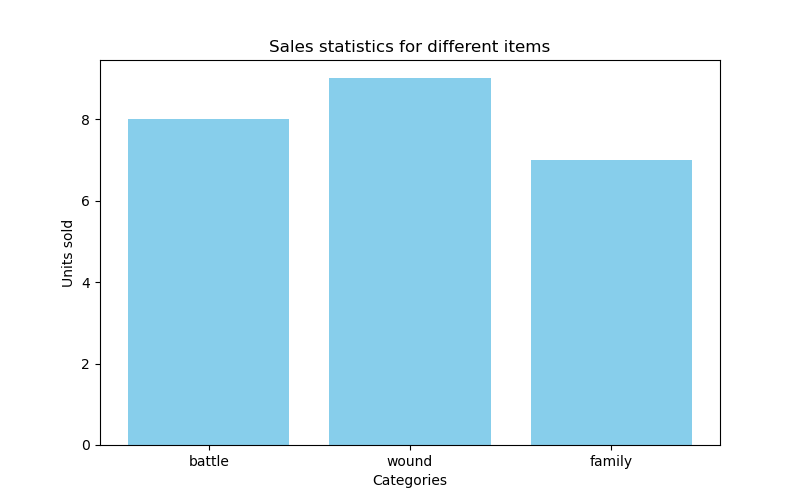 Sales statistics for different items
Units sold
8
6
4
2
0
battle wound family
Categories